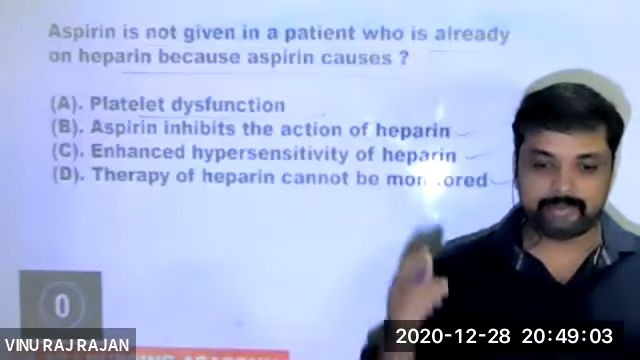 Aspirin is not given in a patient who is already
on heparin because aspirin causes ?
(A). Platelet dysfunction
(B). Aspirin inhibits the action of heparin
(C). Enhanced hypersensitivity of heparin
(D). Therapy of heparin cannot be monitored
0
VINU RAJ RAJAN
2020-12-28 20:49:03